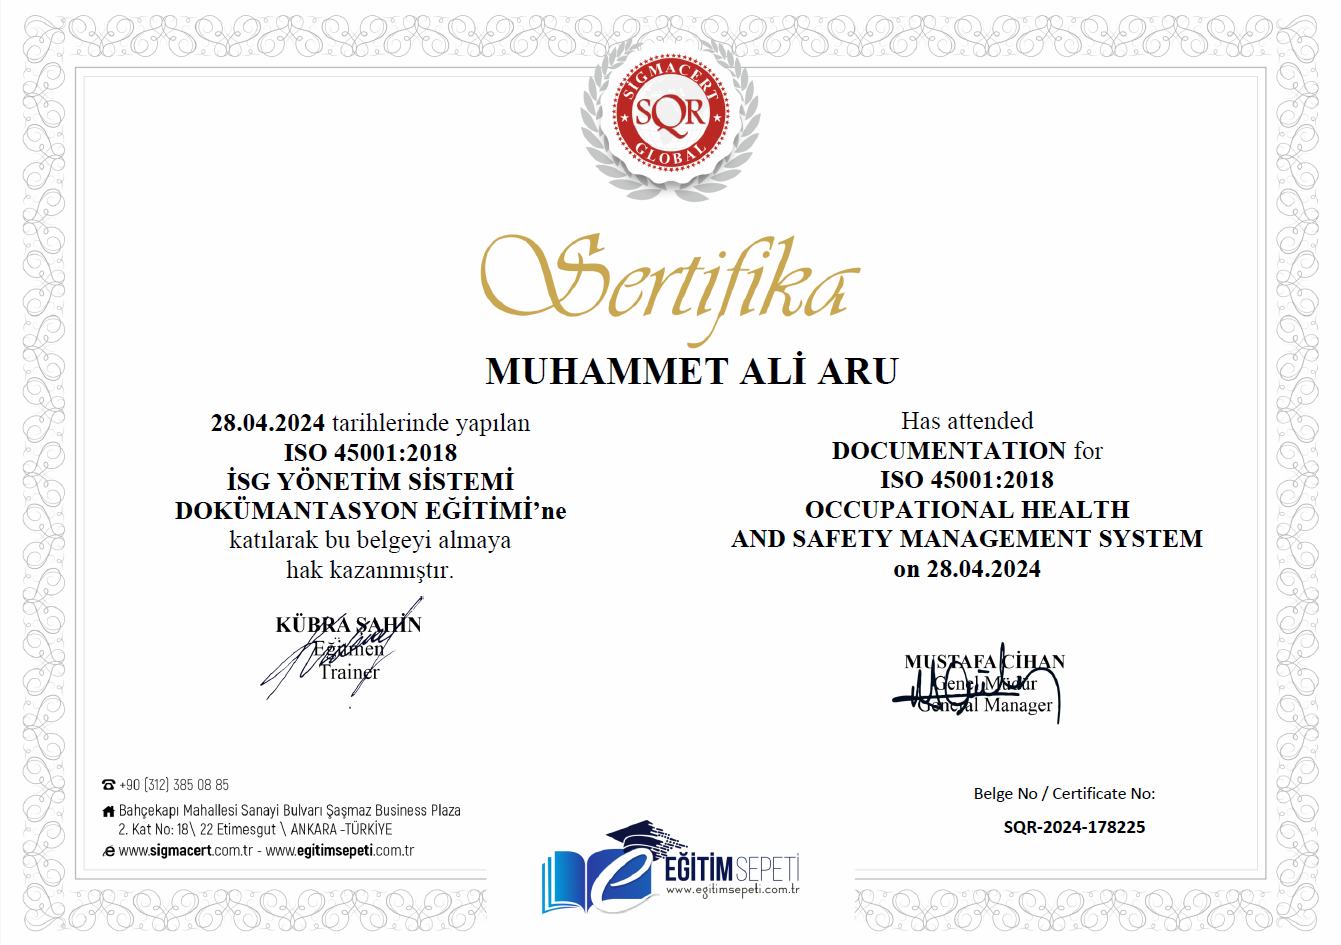 SIGMACERT
SQR
GLOBAL
Sertifika
MUHAMMET ALİ ARU
28.04.2024 tarihlerinde yapılan
ISO 45001:2018
İSG YÖNETİM SİSTEMİ
DOKÜMANTASYON EĞİTİMİ’ne
katılarak bu belgeyi almaya
hak kazanmıştır.
KÜBRA ŞAHİN
Eğitmen
Trainer
Has attended
DOCUMENTATION for
ISO 45001:2018
OCCUPATIONAL HEALTH
AND SAFETY MANAGEMENT SYSTEM
on 28.04.2024
MUSTAFA CİHAN
Genel Müdür
General Manager
+90 (312) 385 08 85
Bahçekapı Mahallesi Sanayi Bulvarı Şaşmaz Business Plaza
2. Kat No: 18\ 22 Etimesgut \ ANKARA -TÜRKİYE
www.sigmacert.com.tr - www.egitimsepeti.com.tr
e EĞİTİM SEPETİ
www.egitimsepeti.com.tr
Belge No / Certificate No:
SQR-2024-178225